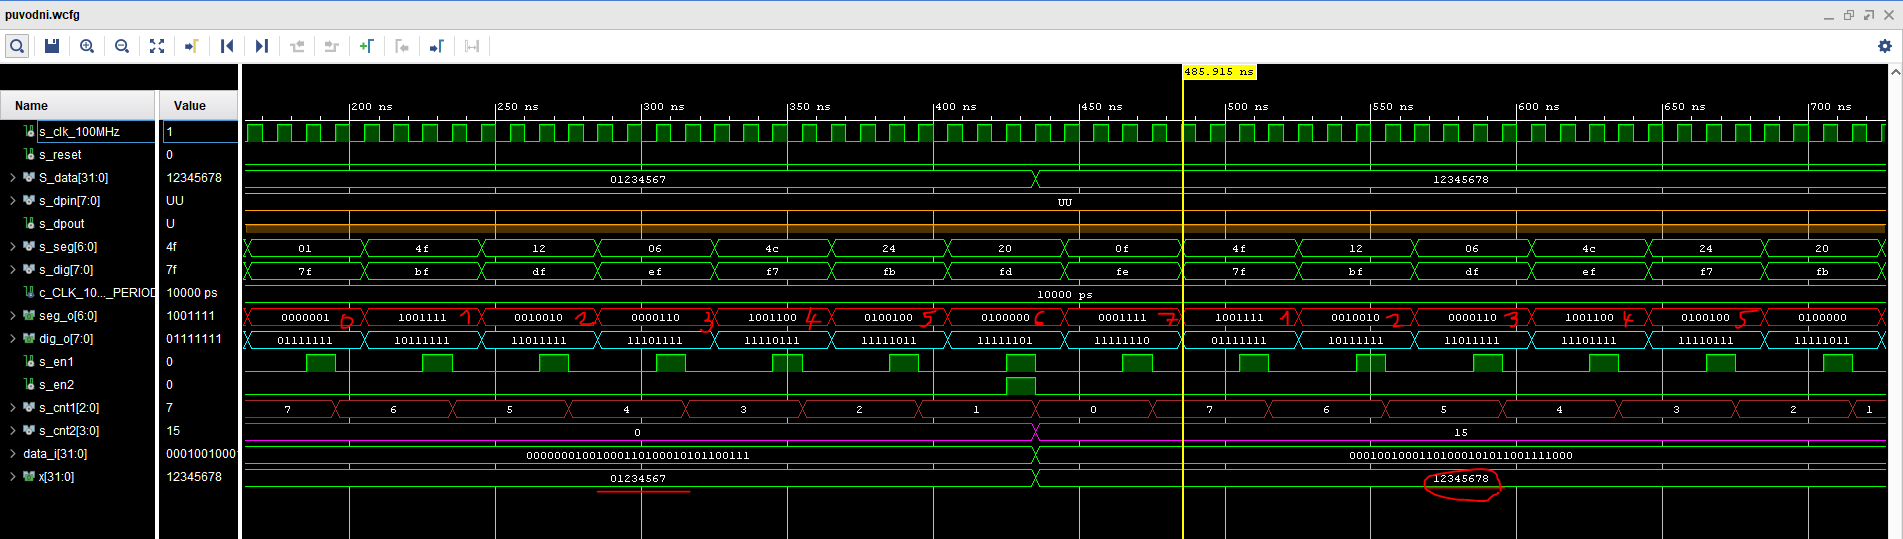 puvodni.wcfg
485.915 ns
Name Value
200 ns 250 ns 300 ns 350 ns 400 ns 450 ns 500 ns 550 ns 600 ns 650 ns 700 ns
s_clk_100MHz 1
s_reset 0
S_data[31:0] 12345678 01234567 12345678
s_dpin[7:0] UU UU
s_dpout U
s_seg[6:0] 4f 01 4f 12 06 4c 24 20 0f 4f 12 06 4c 24 20
s_dig[7:0] 7f 7f bf df ef f7 fb fd fe 7f bf df ef f7 fb
c_CLK_10..._PERIOD 10000 ps 10000 ps
seg_o[6:0] 1001111 0000001 0 1001111 1 0010010 2 0000110 3 1001100 4 0100100 5 0100000 6 0001111 7 1001111 1 0010010 2 0000110 3 1001100 4 0100100 5 0100000
dig_o[7:0] 01111111 01111111 10111111 11011111 11101111 11110111 11111011 11111101 11111110 01111111 10111111 11011111 11101111 11110111 11111011
s_en1 0
s_en2 0
s_cnt1[2:0] 7 7 6 5 4 3 2 1 0 7 6 5 4 3 2 1
s_cnt2[3:0] 15 0 15
data_i[31:0] 0001001000 00000001001000110100010101100111 00010010001101000101011001111000
x[31:0] 12345678 01234567 12345678